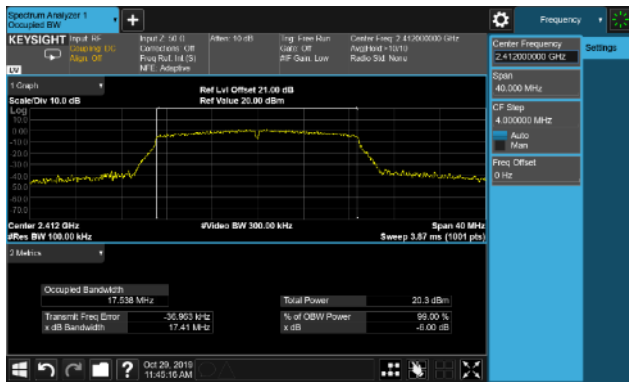 Spectrum Analyzer 1
Occupied BW
Frequency
KEYSIGHT Input: RF
Coupling: DC
Align: Off
Input Z: 50 Ω
Corrections: Off
Freq Ref: Int (S)
NFE: Adaptive
Atten: 10 dB
Trig: Free Run
Gate: Off
#IF Gain: Low
Center Freq: 2.412000000 GHz
Avg|Hold: >10/10
Radio Std: None
LV
Center Frequency
2.412000000 GHz
Settings
Span
40.000 MHz
CF Step
4.000000 MHz
Auto
Man
Freq Offset
0 Hz
1 Graph
Scale/Div 10.0 dB
Ref Lvl Offset 21.00 dB
Ref Value 20.00 dBm
Log
10.0
0.00
-10.0
-20.0
-30.0
-40.0
-50.0
-60.0
-70.0
Center 2.412 GHz
#Res BW 100.00 kHz
#Video BW 300.00 kHz
Span 40 MHz
Sweep 3.87 ms (1001 pts)
2 Metrics
Occupied Bandwidth
17.538 MHz
Total Power 20.3 dBm
Transmit Freq Error -36.963 kHz
% of OBW Power 99.00 %
x dB Bandwidth 17.41 MHz
x dB -6.00 dB
?
Oct 29, 2019
11:45:16 AM